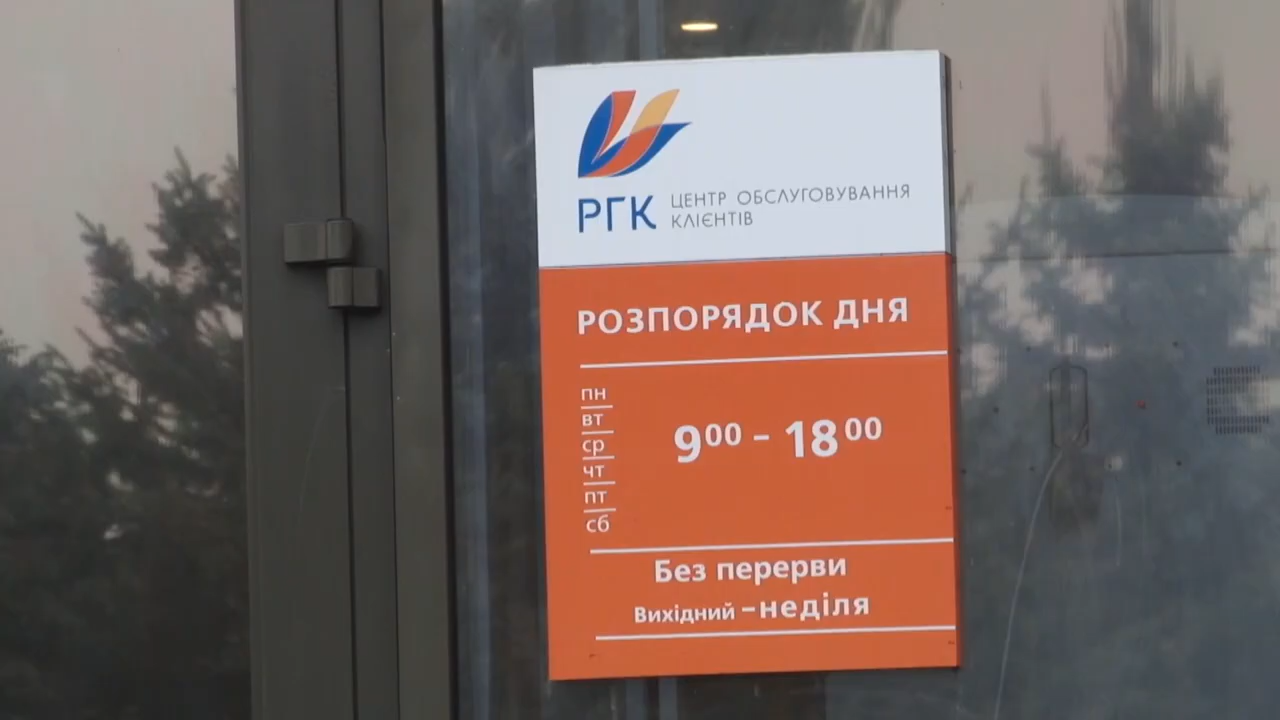 РГК ЦЕНТР ОБСЛУГОВУВАННЯ
КЛІЄНТІВ
РОЗПОРЯДОК ДНЯ
пн
вт
ср
чт
пт
сб
9⁰⁰ – 18⁰⁰
Без перерви
Вихідний – неділя